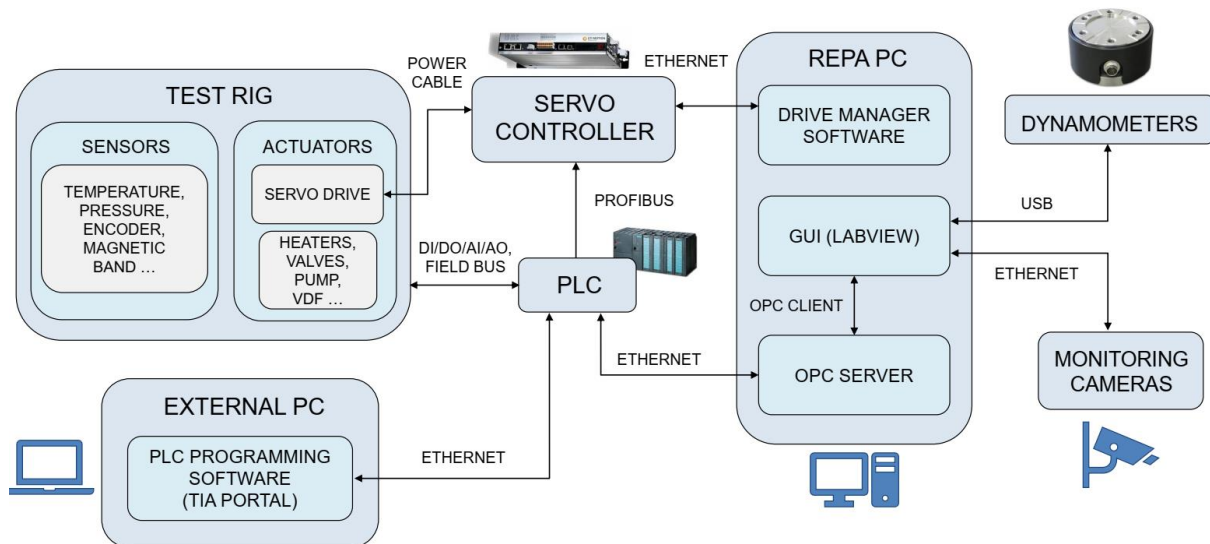 TEST RIG
SENSORS
TEMPERATURE,
PRESSURE,
ENCODER,
MAGNETIC
BAND ...
ACTUATORS
SERVO DRIVE
HEATERS,
VALVES,
PUMP,
VDF ...
POWER
CABLE
SERVO
CONTROLLER
ETHERNET
PROFIBUS
DI/DO/AI/AO,
FIELD BUS
PLC
ETHERNET
REPA PC
DRIVE MANAGER
SOFTWARE
GUI (LABVIEW)
OPC CLIENT
OPC SERVER
DYNAMOMETERS
USB
ETHERNET
MONITORING
CAMERAS
EXTERNAL PC
PLC PROGRAMMING
SOFTWARE
(TIA PORTAL)
ETHERNET